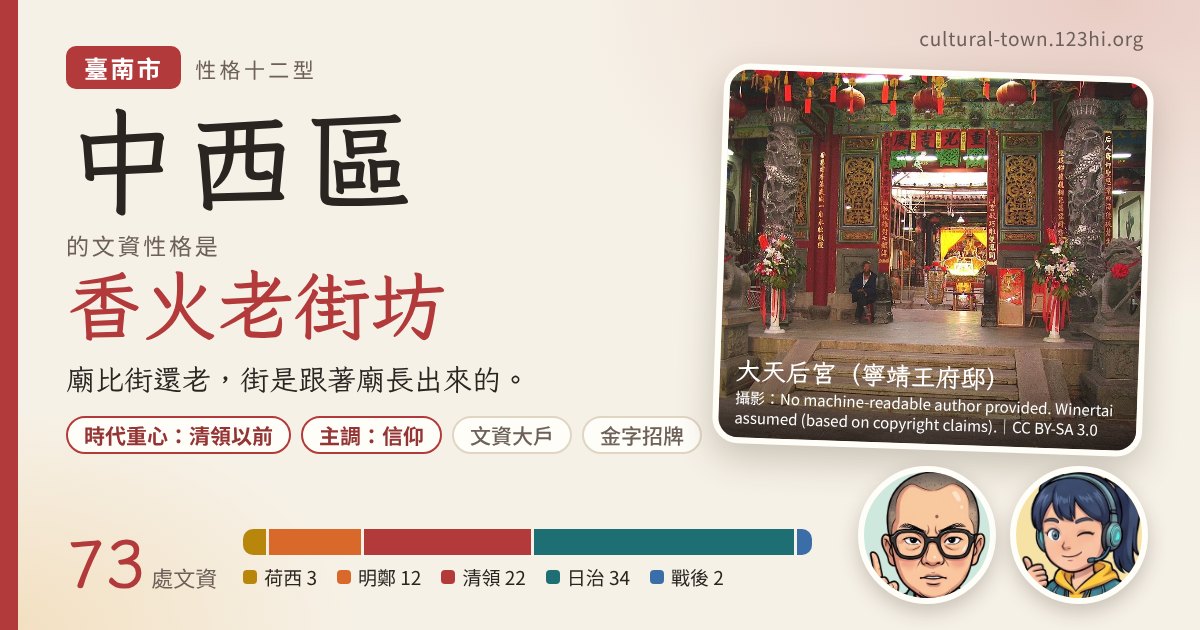 cultural-town.123hi.org
臺南市 性格十二型
中西區
的文資性格是
香火老街坊
廟比街還老,街是跟著廟長出來的。
時代重心:清領以前 主調:信仰 文資大戶 金字招牌
慶吉光重
大天后宮(寧靖王府邸)
攝影:No machine-readable author provided. Winertai
assumed (based on copyright claims).|CC BY-SA 3.0
73 處文資
荷西 3 明鄭 12 清領 22 日治 34 戰後 2